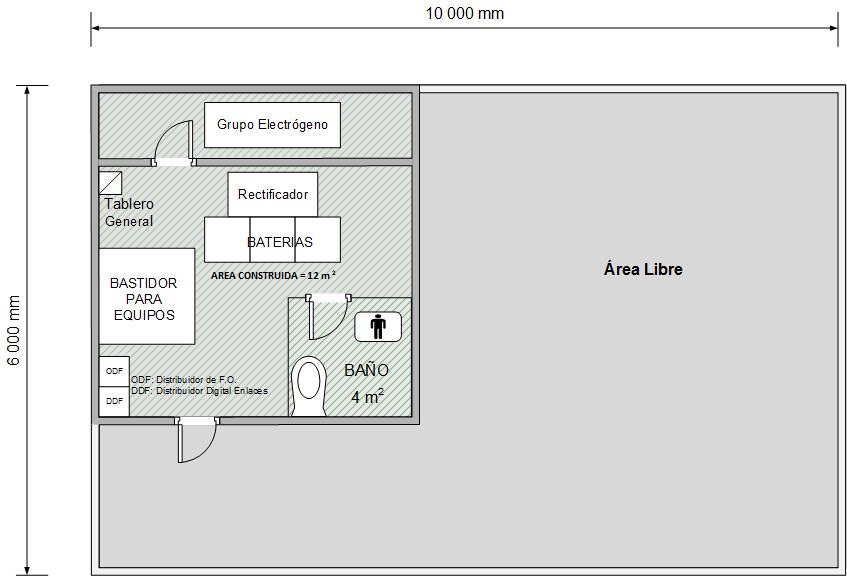 10 000 mm
6 000 mm
Grupo Electrógeno
Tablero
General
Rectificador
BATERIAS
AREA CONSTRUIDA = 12 m²
Área Libre
BASTIDOR
PARA
EQUIPOS
BAÑO
4 m²
ODF
DDF
ODF: Distribuidor de F.O.
DDF: Distribuidor Digital Enlaces